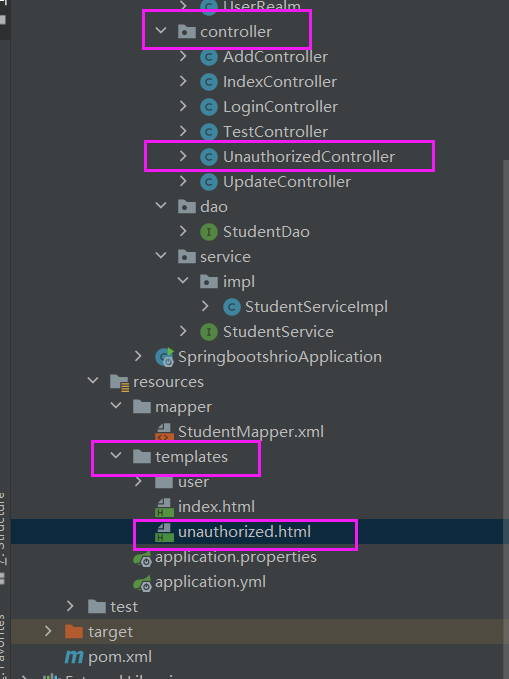 UserRealm
controller
AddController
IndexController
LoginController
TestController
UnauthorizedController
UpdateController
dao
StudentDao
service
impl
StudentServiceImpl
StudentService
SpringbootshrioApplication
resources
mapper
StudentMapper.xml
templates
user
index.html
unauthorized.html
application.properties
application.yml
test
target
pom.xml
Z: Structure
Favorites